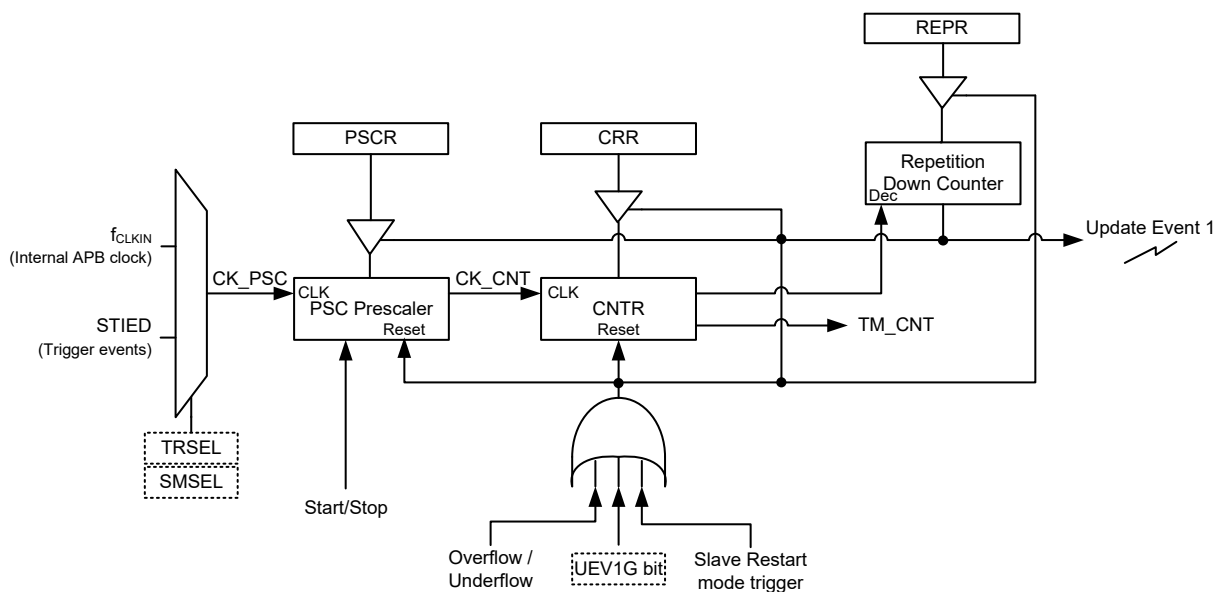 REPR
PSCR
CRR
Repetition
Down Counter
Dec
fCLKIN
(Internal APB clock)
Update Event 1
CK_PSC
CLK
PSC Prescaler
Reset
CK_CNT
CLK
CNTR
Reset
STIED
(Trigger events)
TM_CNT
TRSEL
SMSEL
Start/Stop
Overflow /
Underflow
UEV1G bit
Slave Restart
mode trigger